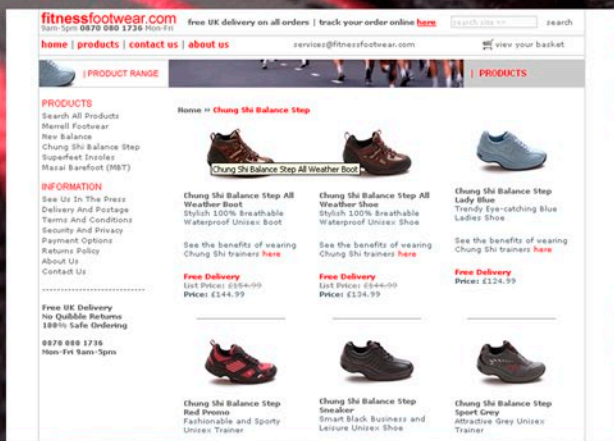 fitnessfootwear.com
9am-5pm 0870 080 1736 Mon-Fri
free UK delivery on all orders | track your order online here
search site >>
search
home | products | contact us | about us
services@fitnessfootwear.com
view your basket
| PRODUCT RANGE
| PRODUCTS
PRODUCTS
Search All Products
Merrell Footwear
New Balance
Chung Shi Balance Step
Superfeet Insoles
Masai Barefoot (MBT)
INFORMATION
See Us In The Press
Delivery And Postage
Terms And Conditions
Security And Privacy
Payment Options
Returns Policy
About Us
Contact Us
Free UK Delivery
No Quibble Returns
100% Safe Ordering
0870 080 1736
Mon-Fri 9am-5pm
Home » Chung Shi Balance Step
Chung Shi Balance Step All Weather Boot
Chung Shi Balance Step All
Weather Boot
Stylish 100% Breathable
Waterproof Unisex Boot
See the benefits of wearing
Chung Shi trainers here
Free Delivery
List Price: £154.99
Price: £144.99
Chung Shi Balance Step All
Weather Shoe
Stylish 100% Breathable
Waterproof Unisex Shoe
See the benefits of wearing
Chung Shi trainers here
Free Delivery
List Price: £144.99
Price: £134.99
Chung Shi Balance Step
Lady Blue
Trendy Eye-catching Blue
Ladies Shoe
See the benefits of wearing
Chung Shi trainers here
Free Delivery
Price: £124.99
Chung Shi Balance Step
Red Promo
Fashionable and Sporty
Unisex Trainer
Chung Shi Balance Step
Sneaker
Smart Black Business and
Leisure Unisex Shoe
Chung Shi Balance Step
Sport Grey
Attractive Grey Unisex
Trainer